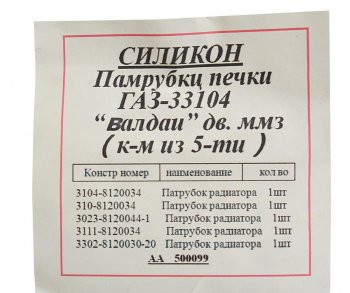 СИЛИКОН
Памрубкц печки
ГАЗ-33104
“валдаи” дв. ммз
( к-м из 5-ти )
Констр номер наименование кол во
3104-8120034 Патрубок радиатора 1шт
310-8120034 Патрубок радиатора 1шт
3023-8120044-1 Патрубок радиатора 1шт
3111-8120034 Патрубок радиатора 1шт
3302-8120030-20 Патрубок радиатора 1шт
АА 500099